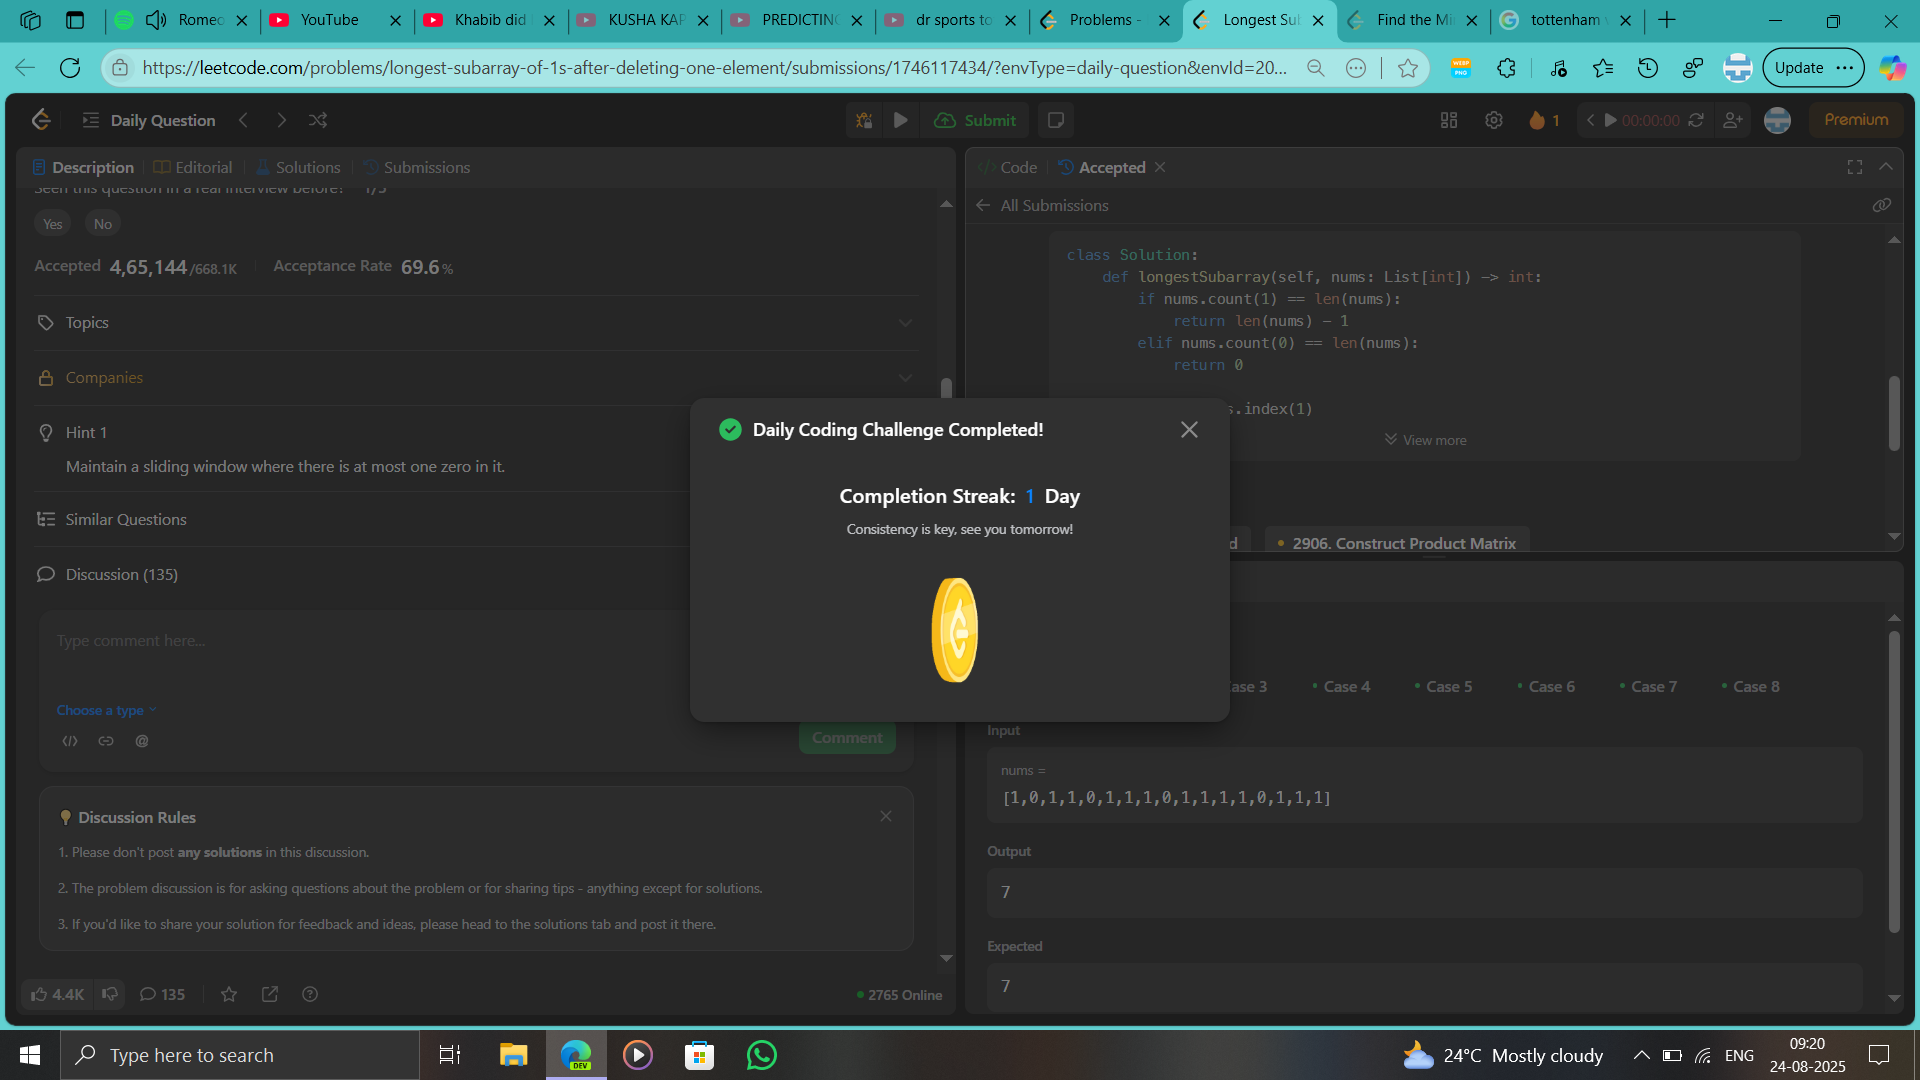 Romeo
YouTube
Khabib did
KUSHA KAP
PREDICTING
dr sports to
Problems -
Longest Sub
Find the Mi
tottenham
https://leetcode.com/problems/longest-subarray-of-1s-after-deleting-one-element/submissions/1746117434/?envType=daily-question&envId=20...
WEBP
PNG
Update
Daily Question
Submit
1
00:00:00
Premium
Description
Editorial
Solutions
Submissions
Seen this question in a real interview before?
1/5
Yes
No
Accepted 4,65,144/668.1K
Acceptance Rate 69.6%
Topics
Companies
Hint 1
Maintain a sliding window where there is at most one zero in it.
Similar Questions
Discussion (135)
Type comment here...
Choose a type
</>
@
Comment
Discussion Rules
1. Please don't post any solutions in this discussion.
2. The problem discussion is for asking questions about the problem or for sharing tips - anything except for solutions.
3. If you'd like to share your solution for feedback and ideas, please head to the solutions tab and post it there.
4.4K
135
2765 Online
</> Code
Accepted
All Submissions
class Solution:
def longestSubarray(self, nums: List[int]) -> int:
if nums.count(1) == len(nums):
return len(nums) - 1
elif nums.count(0) == len(nums):
return 0
s.index(1)
View more
2906. Construct Product Matrix
Daily Coding Challenge Completed!
Completion Streak: 1 Day
Consistency is key, see you tomorrow!
Case 3
Case 4
Case 5
Case 6
Case 7
Case 8
Input
nums =
[1,0,1,1,0,1,1,1,0,1,1,1,1,0,1,1,1]
Output
7
Expected
7
Type here to search
DEV
24°C Mostly cloudy
ENG
09:20
24-08-2025